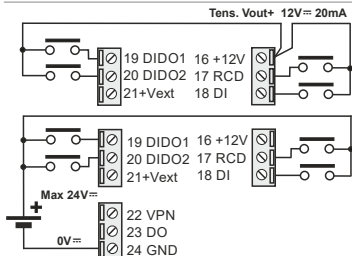 Tens. Vout+ 12V⎓ 20mA
19 DIDO1 16 +12V
20 DIDO2 17 RCD
21+Vext 18 DI
19 DIDO1 16 +12V
20 DIDO2 17 RCD
21+Vext 18 DI
Max 24V⎓
+
22 VPN
23 DO
0V⎓
24 GND